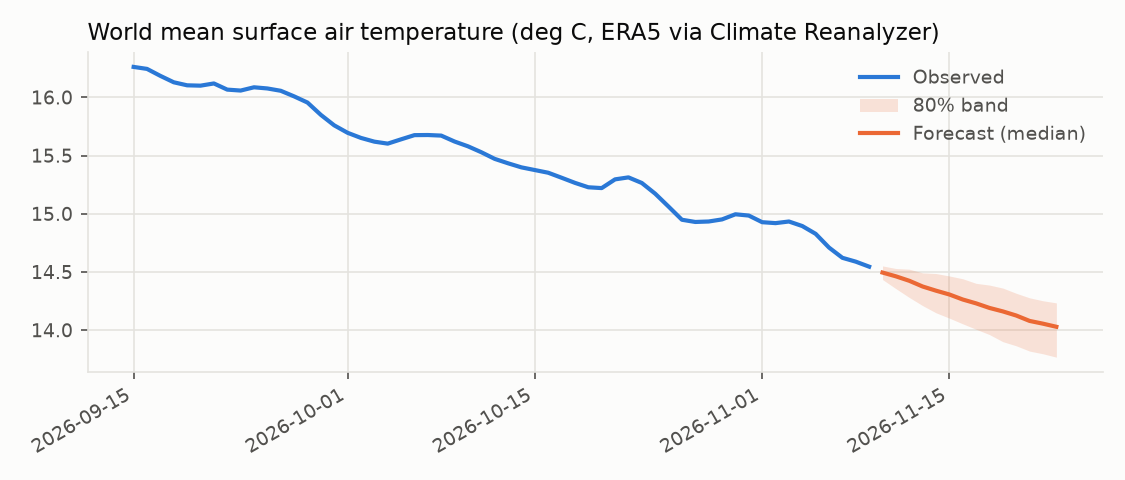 World mean surface air temperature (deg C, ERA5 via Climate Reanalyzer)
Observed
80% band
Forecast (median)
16.0
15.5
15.0
14.5
14.0
2026-09-15
2026-10-01
2026-10-15
2026-11-01
2026-11-15